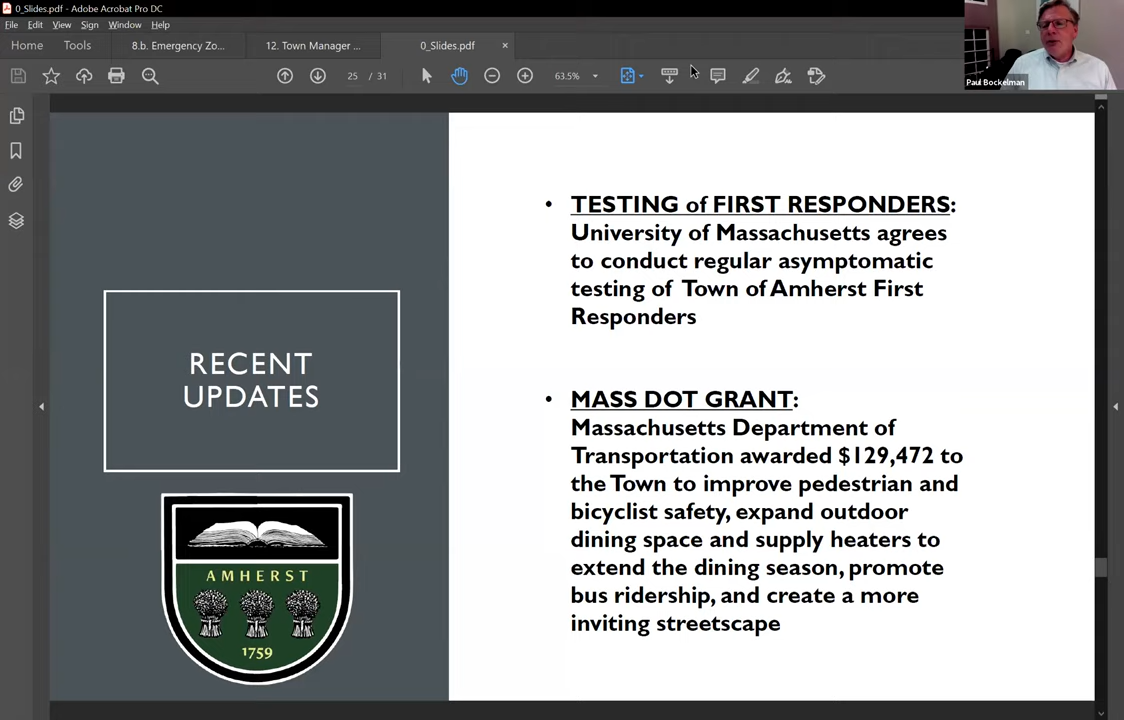 0_Slides.pdf - Adobe Acrobat Pro DC
File Edit View Sign Window Help
Home Tools 8.b. Emergency Zo... 12. Town Manager ... 0_Slides.pdf ×
25 / 31 63.5%
Paul Bockelman
RECENT
UPDATES
AMHERST
1759
• TESTING of FIRST RESPONDERS:
University of Massachusetts agrees
to conduct regular asymptomatic
testing of Town of Amherst First
Responders
• MASS DOT GRANT:
Massachusetts Department of
Transportation awarded $129,472 to
the Town to improve pedestrian and
bicyclist safety, expand outdoor
dining space and supply heaters to
extend the dining season, promote
bus ridership, and create a more
inviting streetscape